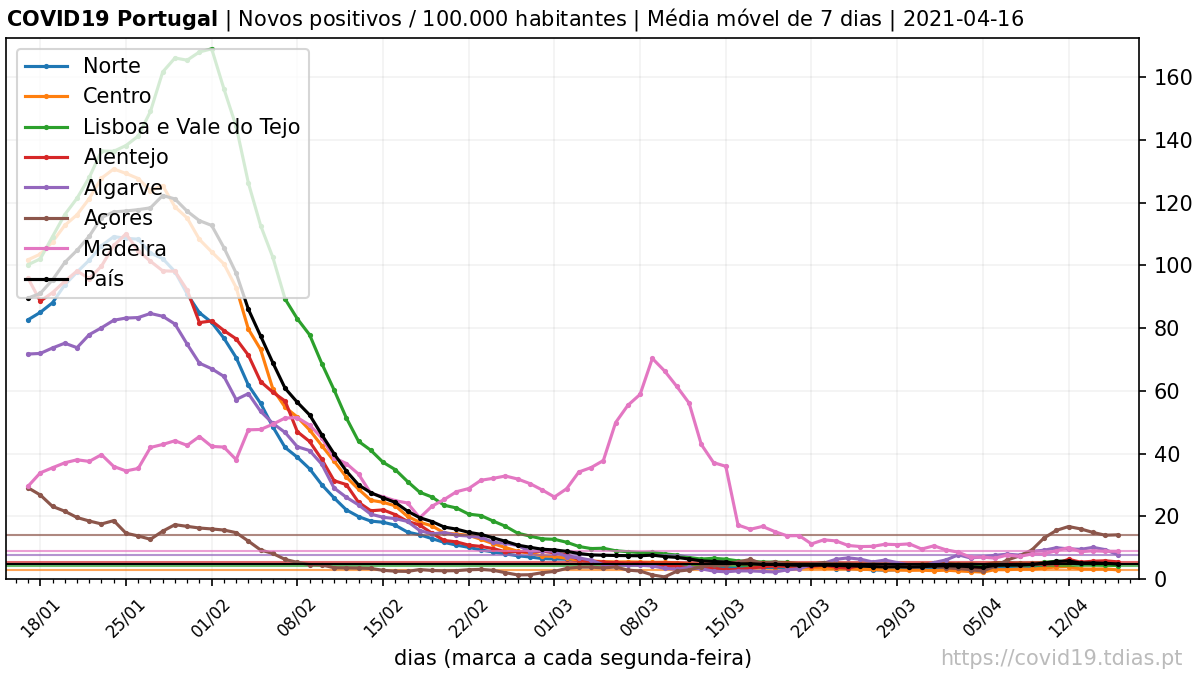 COVID19 Portugal | Novos positivos / 100.000 habitantes | Média móvel de 7 dias | 2021-04-16
Norte
Centro
Lisboa e Vale do Tejo
Alentejo
Algarve
Açores
Madeira
País
160
140
120
100
80
60
40
20
0
18/01 25/01 01/02 08/02 15/02 22/02 01/03 08/03 15/03 22/03 29/03 05/04 12/04
dias (marca a cada segunda-feira)
https://covid19.tdias.pt